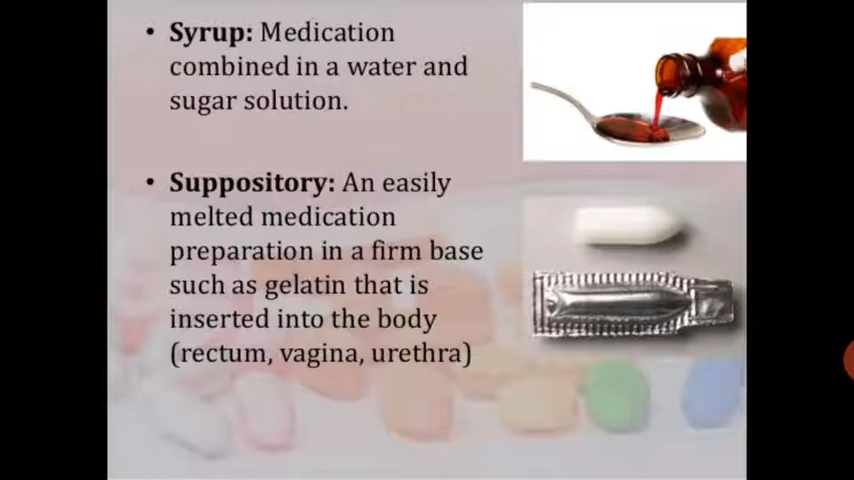 • Syrup: Medication
combined in a water and
sugar solution.
• Suppository: An easily
melted medication
preparation in a firm base
such as gelatin that is
inserted into the body
(rectum, vagina, urethra)